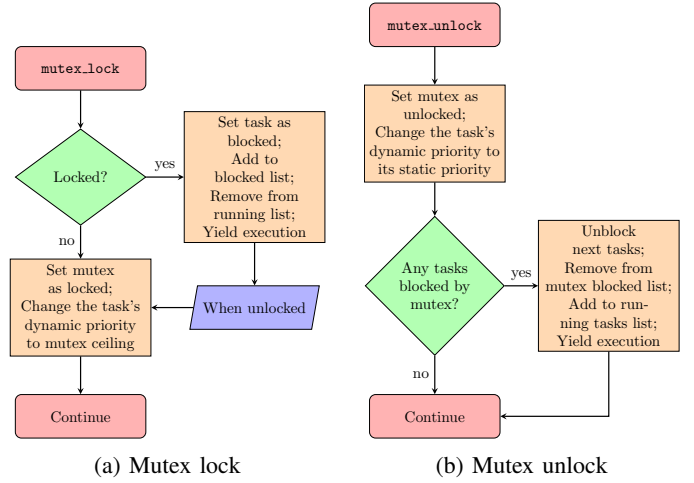 mutex_lock
Locked?
yes
no
Set task as
blocked;
Add to
blocked list;
Remove from
running list;
Yield execution
When unlocked
Set mutex
as locked;
Change the task's
dynamic priority
to mutex ceiling
Continue
(a) Mutex lock
mutex_unlock
Set mutex as
unlocked;
Change the task's
dynamic priority to
its static priority
Any tasks
blocked by
mutex?
yes
no
Unblock
next tasks;
Remove from
mutex blocked list;
Add to run-
ning tasks list;
Yield execution
Continue
(b) Mutex unlock